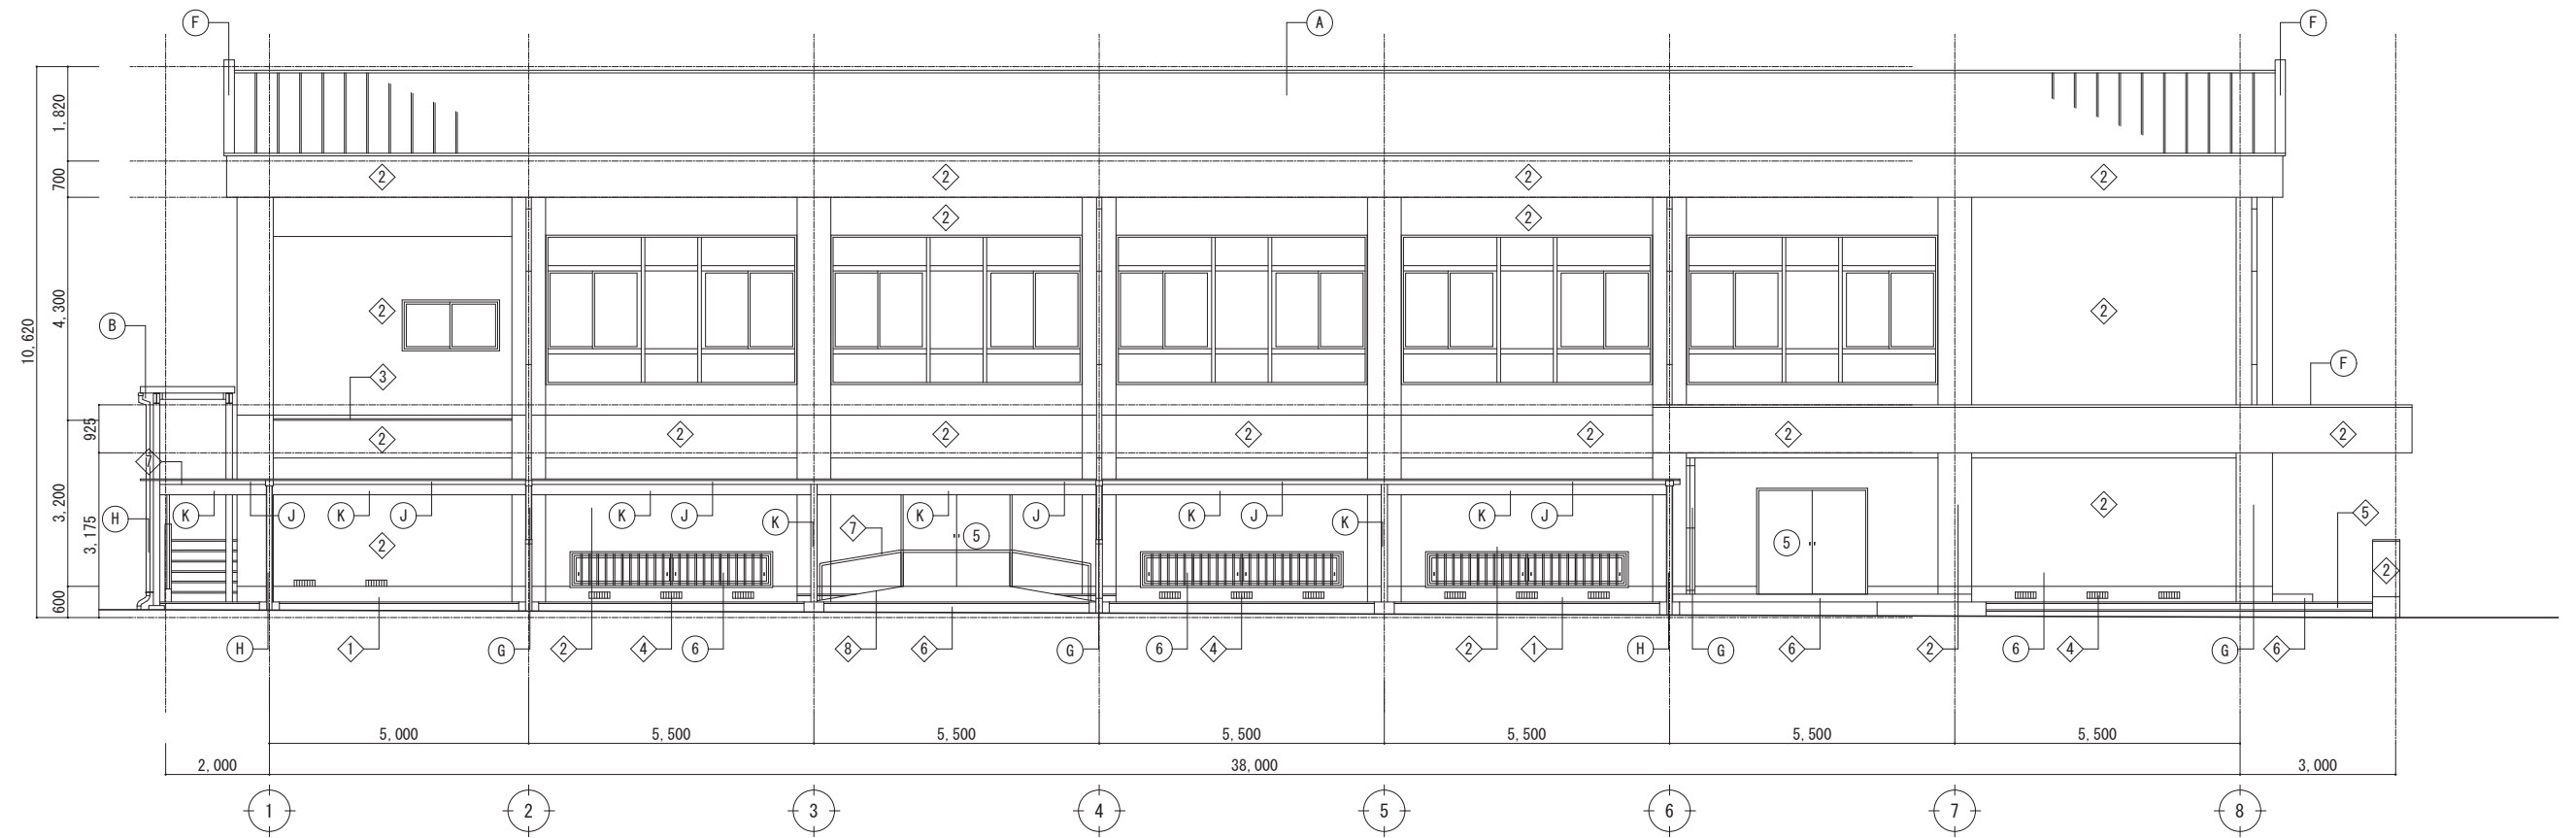 F A F
1,820
700
2 2 2 2
2 2
4,300
10,620
2 2
B
3
F
925
2 2 2 2 2 2 2
7
3,200
3,175
H K J K J K J K K J K J K K J
2 7 5 5 2 5
2
600
H 1 G 2 4 6 8 6 G 6 4 2 1 H G 6 2 6 4 G 6
5,000 5,500 5,500 5,500 5,500 5,500 5,500
2,000 38,000 3,000
1 2 3 4 5 6 7 8